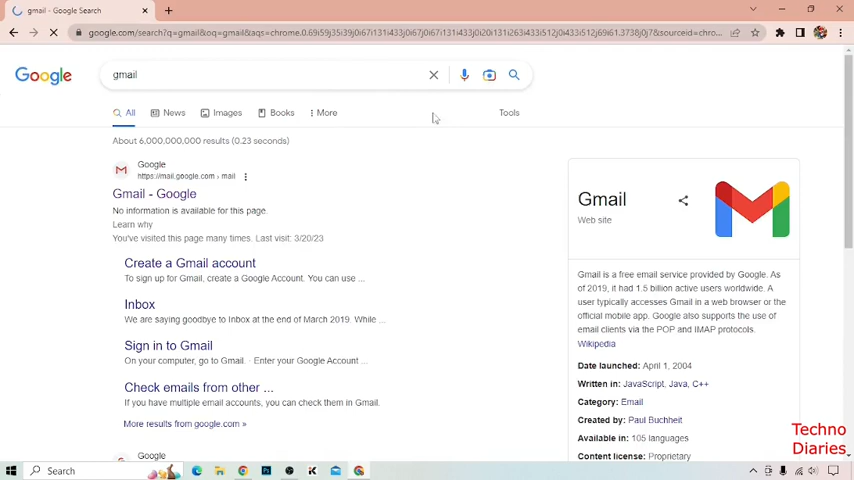 gmail - Google Search
google.com/search?q=gmail&oq=gmail&aqs=chrome.0.69i59j35i39j0i67i131i433j0i67j0i67i131i433j0i20i131i263i433i512j0i433i512j69i61.3738j0j7&sourceid=chro...
Google
gmail
All
News
Images
Books
More
Tools
About 6,000,000,000 results (0.23 seconds)
Google
https://mail.google.com › mail
Gmail - Google
No information is available for this page.
Learn why
You've visited this page many times. Last visit: 3/20/23
Create a Gmail account
To sign up for Gmail, create a Google Account. You can use ...
Inbox
We are saying goodbye to Inbox at the end of March 2019. While ...
Sign in to Gmail
On your computer, go to Gmail. · Enter your Google Account ...
Check emails from other ...
If you have multiple email accounts, you can check them in Gmail.
More results from google.com »
Google
Gmail
Web site
Gmail is a free email service provided by Google. As
of 2019, it had 1.5 billion active users worldwide. A
user typically accesses Gmail in a web browser or the
official mobile app. Google also supports the use of
email clients via the POP and IMAP protocols.
Wikipedia
Date launched: April 1, 2004
Written in: JavaScript, Java, C++
Category: Email
Created by: Paul Buchheit
Available in: 105 languages
Content license: Proprietary
Techno
Diaries
Search